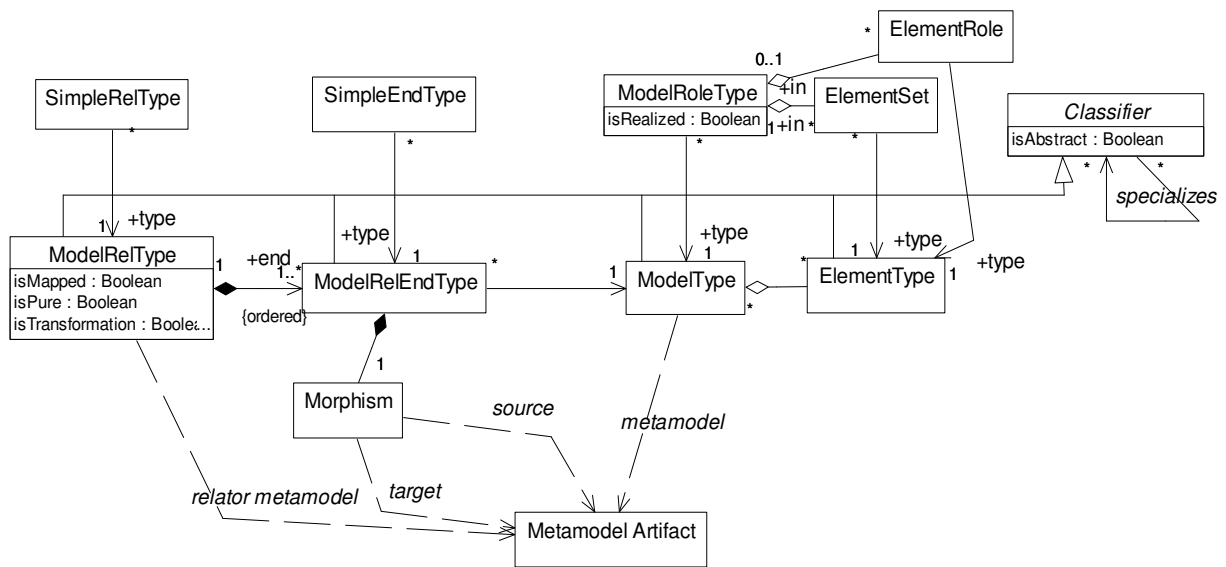 ElementRole
*
0..1
SimpleRelType
SimpleEndType
ModelRoleType
+in
ElementSet
Classifier
isRealized : Boolean
isAbstract : Boolean
*
*
*
1
+in
*
*
*
*
specializes
1
+type
+type
1
+type
1
1
+type
1
+type
ModelRelType
isMapped : Boolean
isPure : Boolean
isTransformation : Boolea...
1
+end
1..*
{ordered}
ModelRelEndType
*
1
ModelType
*
*
ElementType
1
Morphism
source
metamodel
relator metamodel
target
Metamodel Artifact